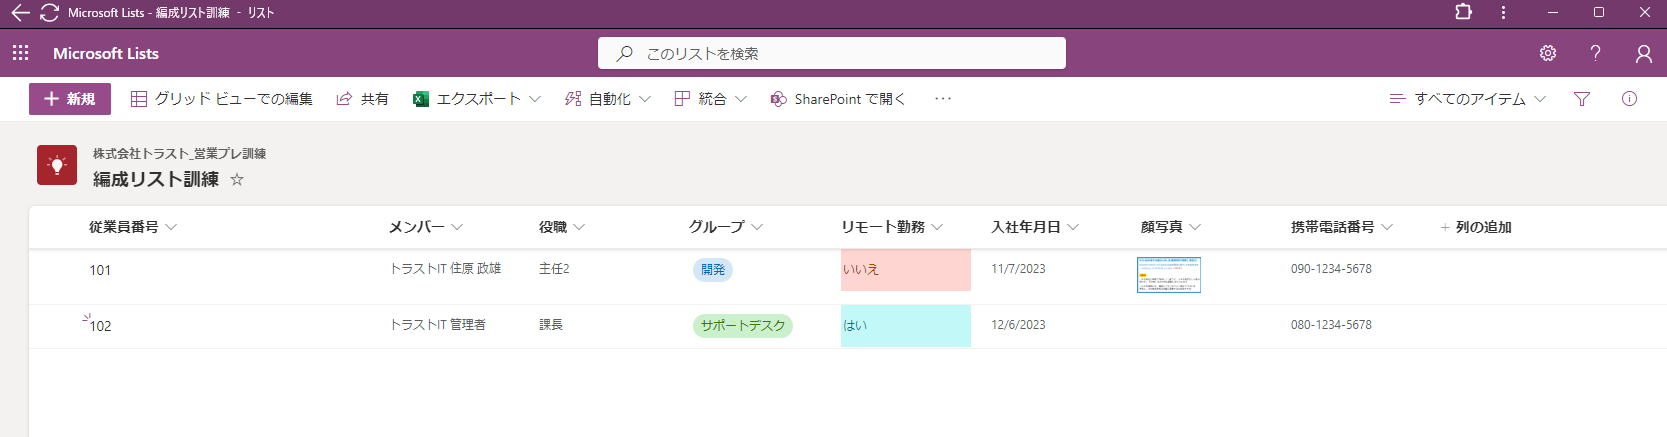 Microsoft Lists - 編成リスト訓練 - リスト
Microsoft Lists
このリストを検索
新規
グリッド ビューでの編集
共有
エクスポート
自動化
統合
SharePoint で開く
すべてのアイテム
株式会社トラスト_営業プレ訓練
編成リスト訓練
従業員番号 メンバー 役職 グループ リモート勤務 入社年月日 顔写真 携帯電話番号 + 列の追加
101 トラストIT 住原 政雄 主任2 開発 いいえ 11/7/2023 090-1234-5678
102 トラストIT 管理者 課長 サポートデスク はい 12/6/2023 080-1234-5678